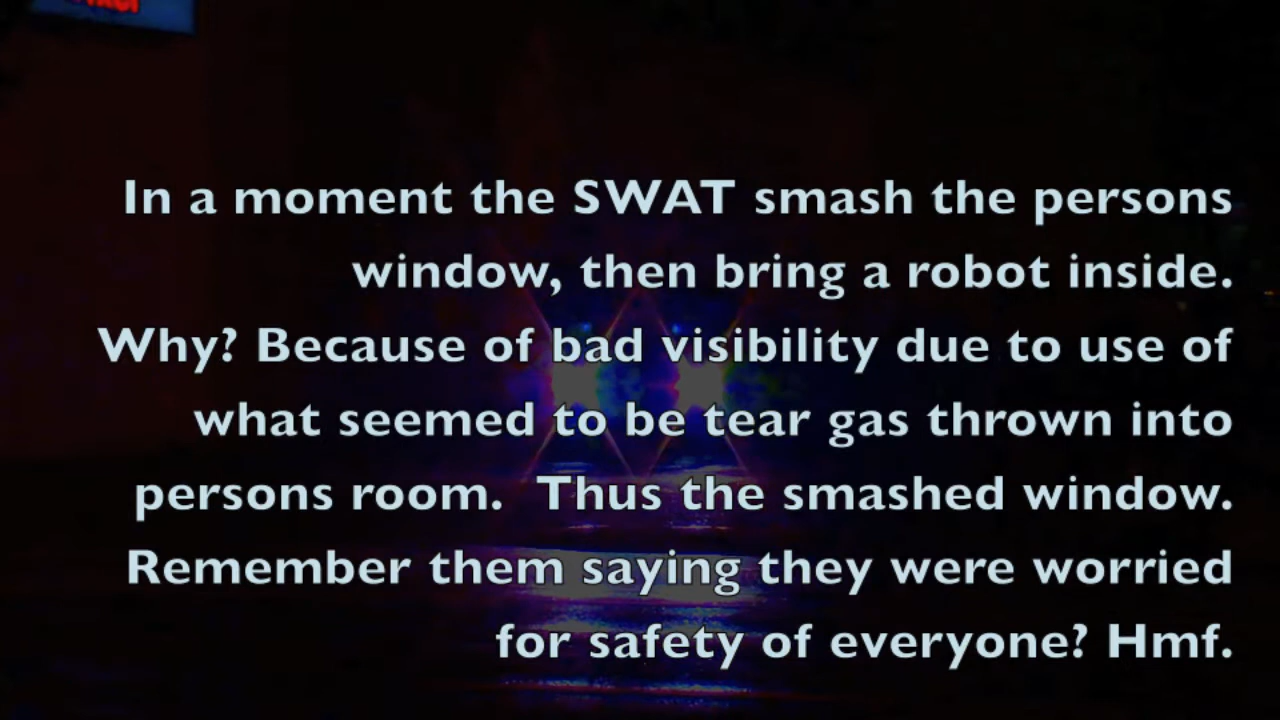 In a moment the SWAT smash the persons
window, then bring a robot inside.
Why? Because of bad visibility due to use of
what seemed to be tear gas thrown into
persons room.  Thus the smashed window.
Remember them saying they were worried
for safety of everyone? Hmf.